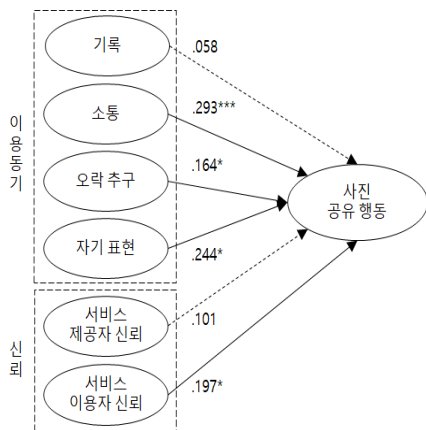 기록
.058
소통
.293***
이용동기
오락 추구
.164*
사진
공유 행동
자기 표현
.244*
서비스
제공자 신뢰
.101
신뢰
서비스
이용자 신뢰
.197*